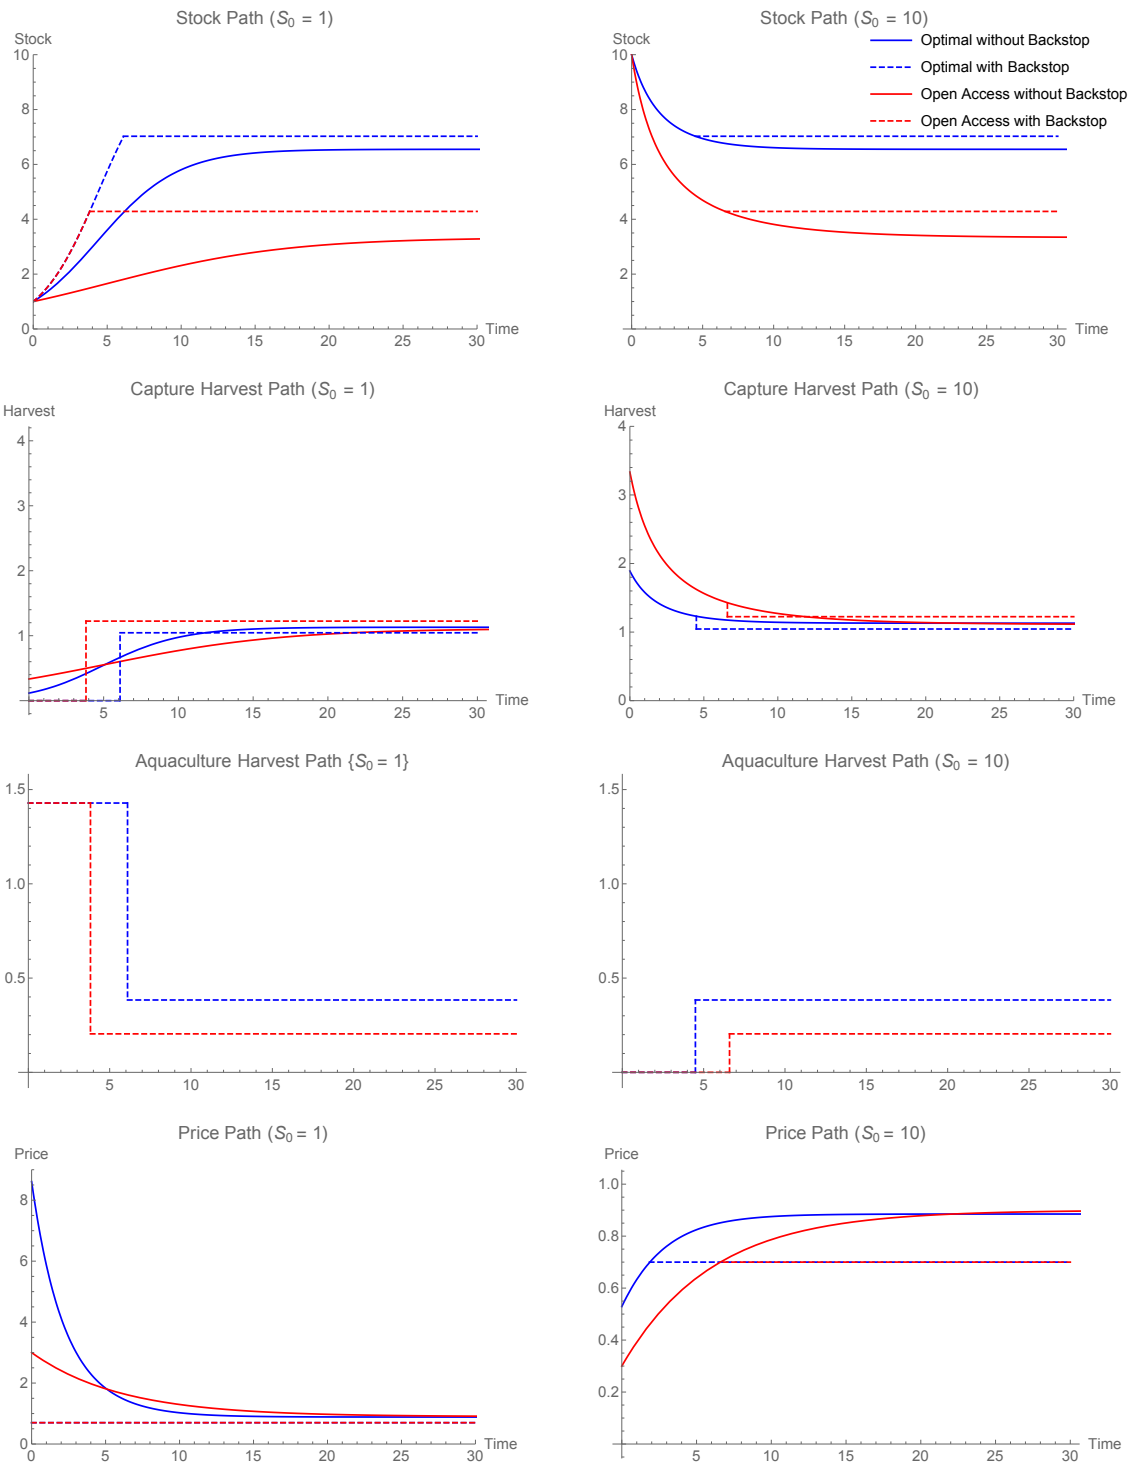 Stock Path (S0 = 1)
Stock
10
8
6
4
2
0
0 5 10 15 20 25 30
Time
Stock Path (S0 = 10)
Stock
10
8
6
4
2
0
0 5 10 15 20 25 30
Time
Optimal without Backstop
Optimal with Backstop
Open Access without Backstop
Open Access with Backstop
Capture Harvest Path (S0 = 1)
Harvest
4
3
2
1
5 10 15 20 25 30
Time
Capture Harvest Path (S0 = 10)
Harvest
4
3
2
1
0
0 5 10 15 20 25 30
Time
Aquaculture Harvest Path {S0 = 1}
1.5
1.0
0.5
5 10 15 20 25 30
Aquaculture Harvest Path (S0 = 10)
1.5
1.0
0.5
5 10 15 20 25 30
Price Path (S0 = 1)
Price
8
6
4
2
0
0 5 10 15 20 25 30
Time
Price Path (S0 = 10)
Price
1.0
0.8
0.6
0.4
0.2
5 10 15 20 25 30
Time